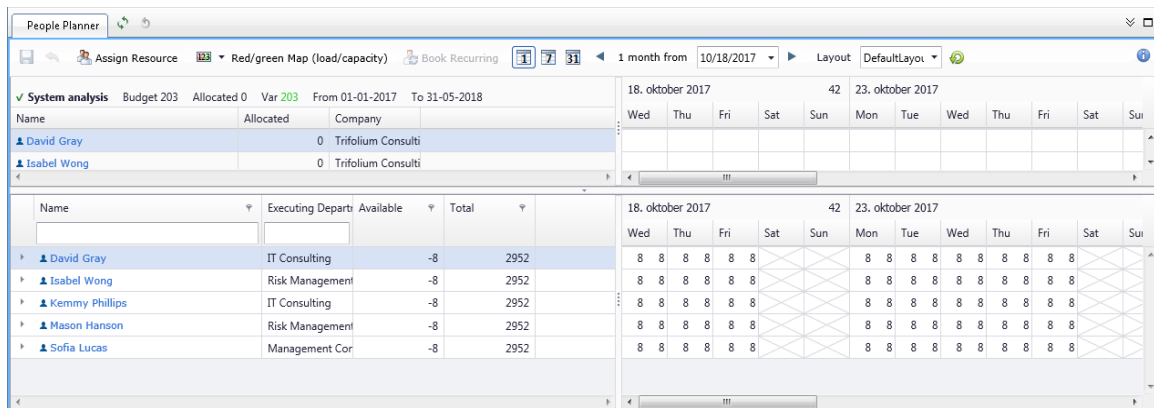 People Planner
Assign Resource 123 Red/green Map (load/capacity) Book Recurring 1 7 31 1 month from 10/18/2017 Layout DefaultLayou
✓ System analysis Budget 203 Allocated 0 Var 203 From 01-01-2017 To 31-05-2018
18. oktober 2017 42 23. oktober 2017
Name Allocated Company
Wed Thu Fri Sat Sun Mon Tue Wed Thu Fri Sat Su
David Gray 0 Trifolium Consulti
Isabel Wong 0 Trifolium Consulti
Name Executing Departr Available Total
18. oktober 2017 42 23. oktober 2017
Wed Thu Fri Sat Sun Mon Tue Wed Thu Fri Sat Su
David Gray IT Consulting -8 2952 8 8 8 8 8 8 8 8 8 8 8 8 8 8 8 8
Isabel Wong Risk Management -8 2952 8 8 8 8 8 8 8 8 8 8 8 8 8 8 8 8
Kemmy Phillips IT Consulting -8 2952 8 8 8 8 8 8 8 8 8 8 8 8 8 8 8 8
Mason Hanson Risk Management -8 2952 8 8 8 8 8 8 8 8 8 8 8 8 8 8 8 8
Sofia Lucas Management Cor -8 2952 8 8 8 8 8 8 8 8 8 8 8 8 8 8 8 8